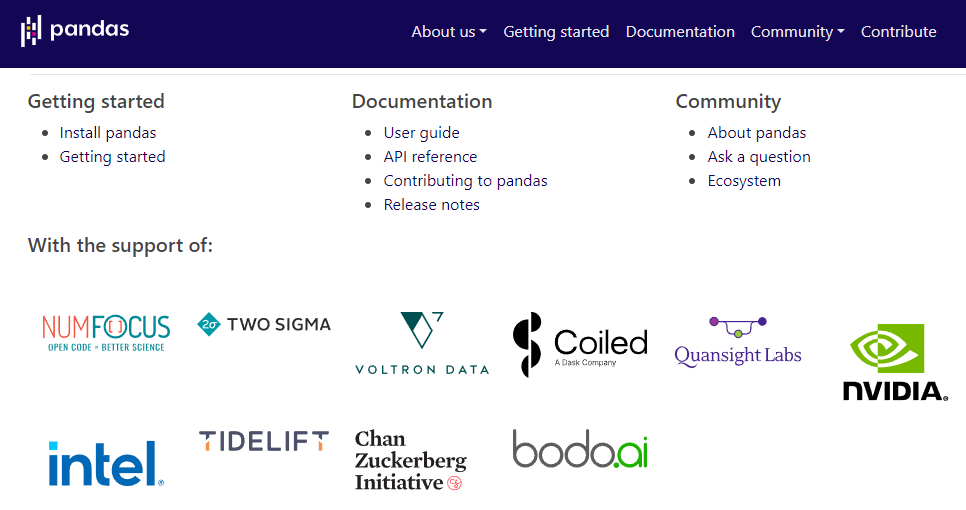 pandas
About us Getting started Documentation Community Contribute
Getting started
Install pandas
Getting started
Documentation
User guide
API reference
Contributing to pandas
Release notes
Community
About pandas
Ask a question
Ecosystem
With the support of:
NUMFOCUS
OPEN CODE = BETTER SCIENCE
2σ TWO SIGMA
VOLTRON DATA
Coiled
A Dask Company
Quansight Labs
NVIDIA.
intel.
TIDELIFT
Chan
Zuckerberg
Initiative
bodo.ai